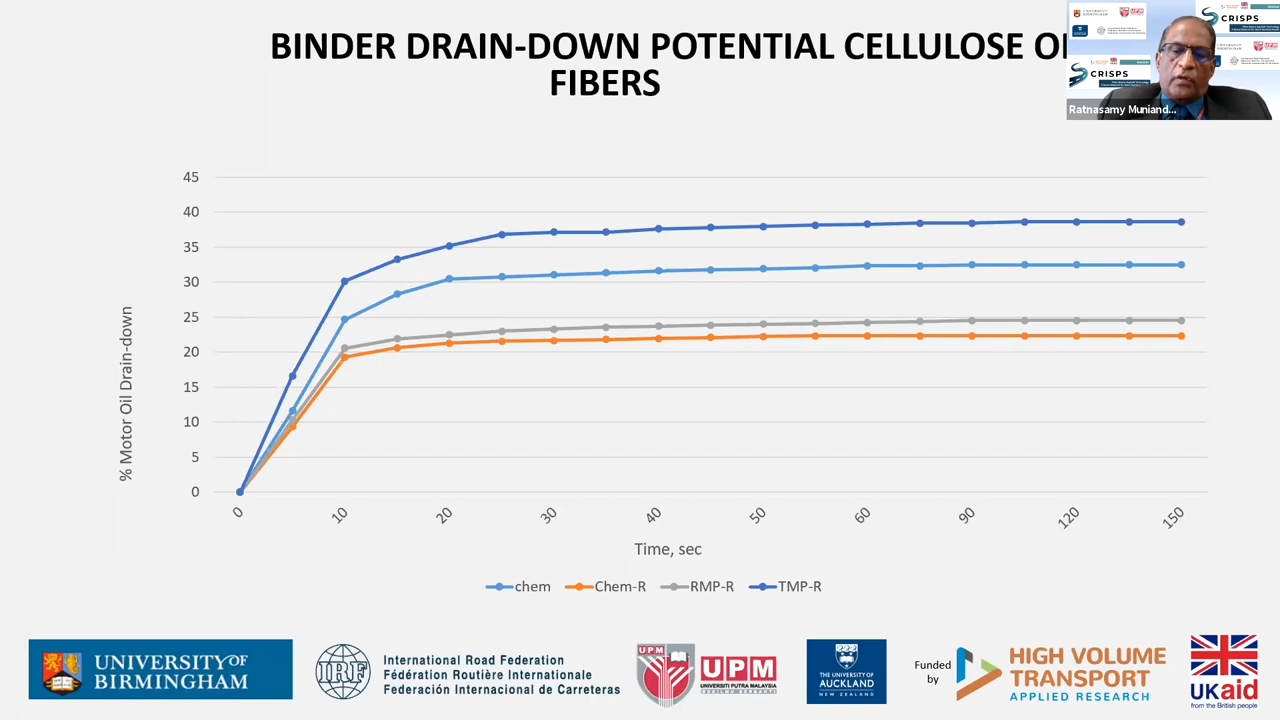 BINDER DRAIN-DOWN POTENTIAL CELLULOSE
FIBERS
CRISPS
CRISPS
Ratnasamy Muniand...
45
40
35
30
25
20
15
10
5
0
% Motor Oil Drain-down
0
10
20
30
40
50
60
90
120
150
Time, sec
chem
Chem-R
RMP-R
TMP-R
UNIVERSITY OF
BIRMINGHAM
IRF
International Road Federation
Fédération Routière Internationale
Federación Internacional de Carreteras
UPM
UPM
UNIVERSITI PUTRA MALAYSIA
THE UNIVERSITY OF
AUCKLAND
NEW ZEALAND
Funded
by
HIGH VOLUME
TRANSPORT
APPLIED RESEARCH
UKaid
from the British people